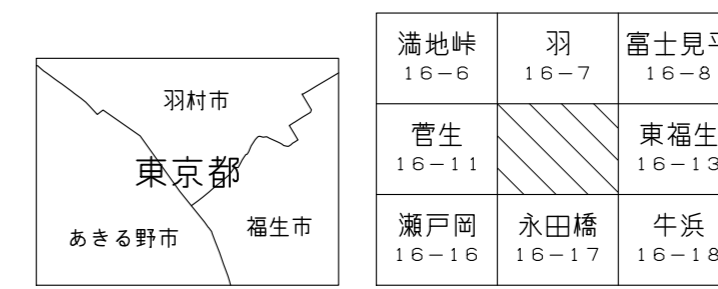 羽村市
東京都
あきる野市
福生市
満地峠
16-6
羽
16-7
富士見平
16-8
菅生
16-11
東福生
16-13
瀬戸岡
16-16
永田橋
16-17
牛浜
16-18